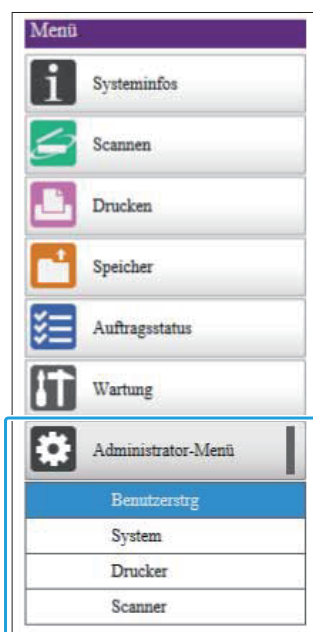 Menü
Systeminfos
Scannen
Drucken
Speicher
Auftragsstatus
Wartung
Administrator-Menü
Benutzerstrg
System
Drucker
Scanner